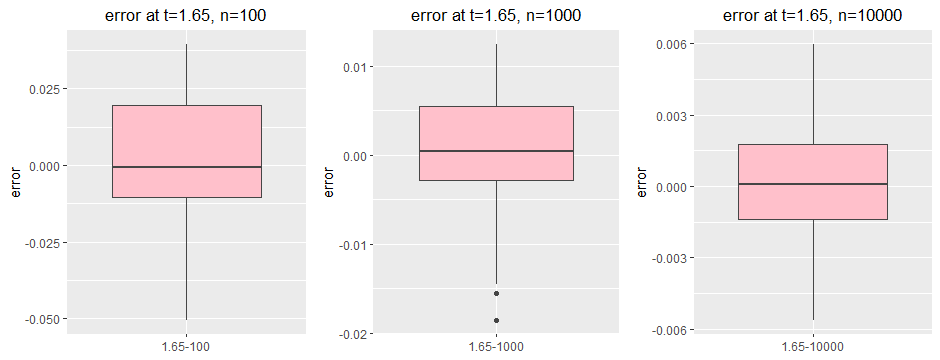 error at t=1.65, n=100
error
0.025
0.000
-0.025
-0.050
1.65-100
error at t=1.65, n=1000
error
0.01
0.00
-0.01
-0.02
1.65-1000
error at t=1.65, n=10000
error
0.006
0.003
0.000
-0.003
-0.006
1.65-10000